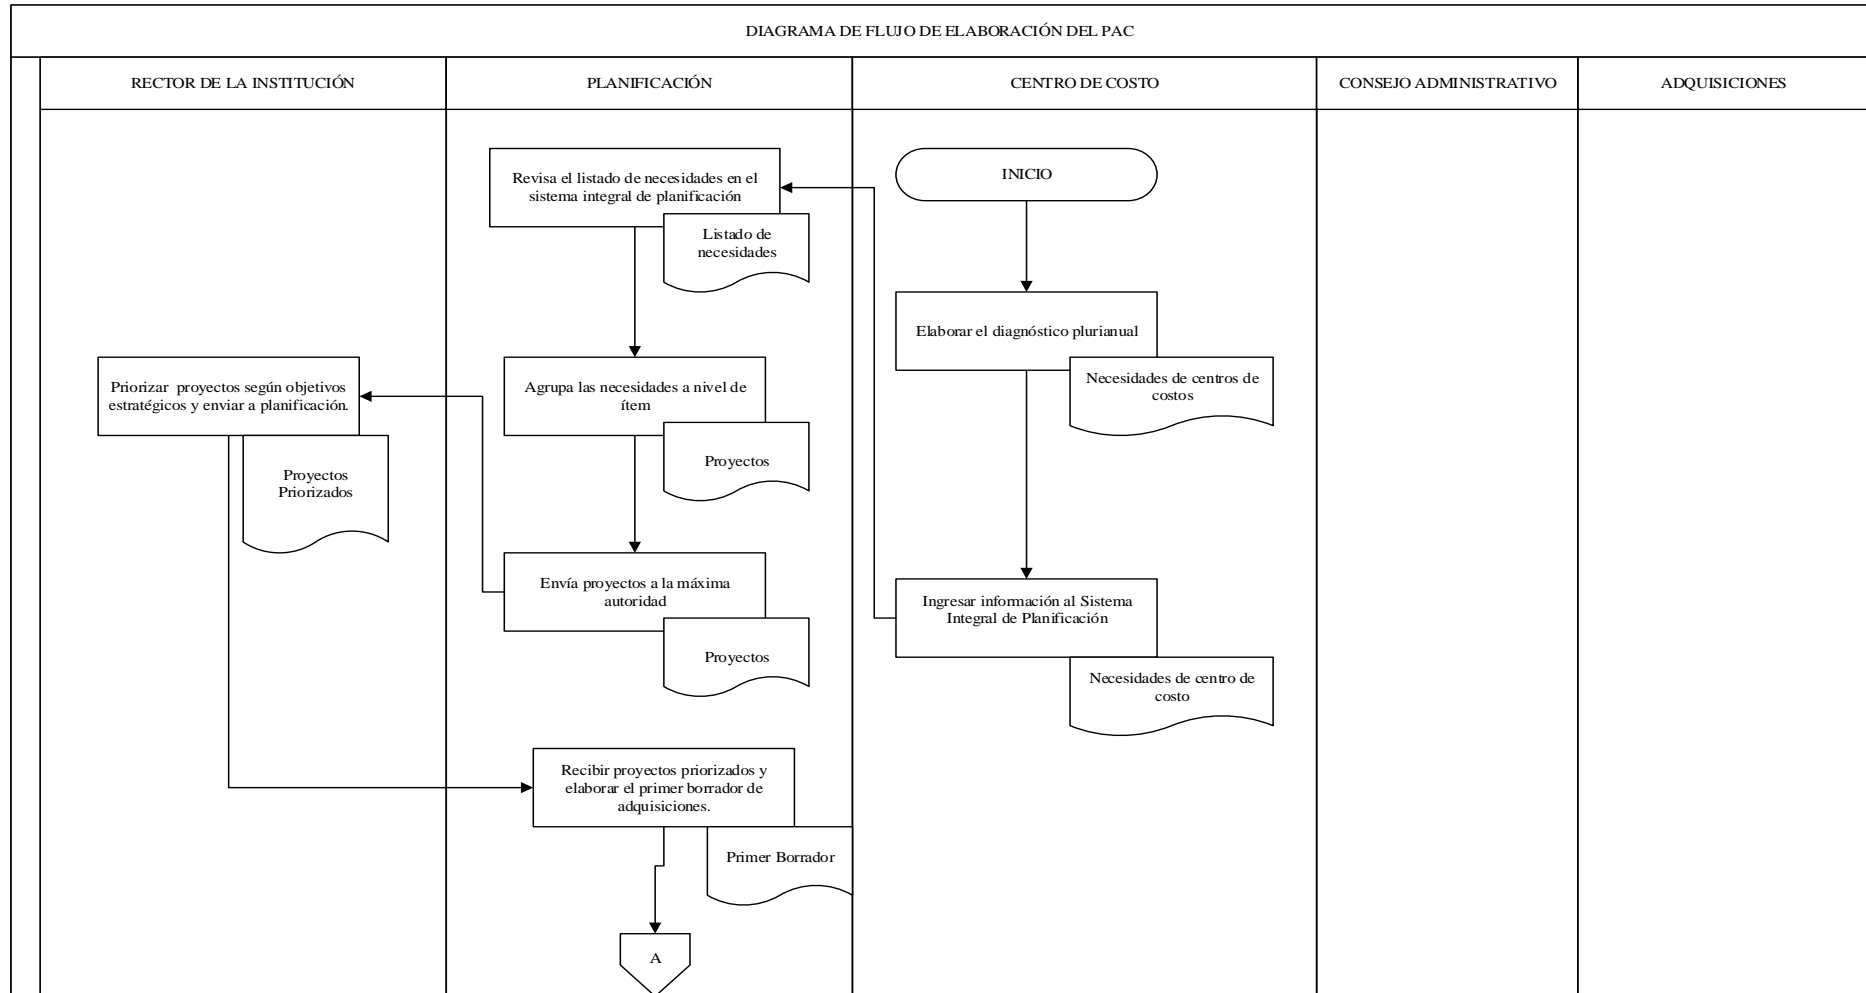 DIAGRAMA DE FLUJO DE ELABORACIÓN DEL PAC
RECTOR DE LA INSTITUCIÓN
PLANIFICACIÓN
CENTRO DE COSTO
CONSEJO ADMINISTRATIVO
ADQUISICIONES
INICIO
Elaborar el diagnóstico plurianual
Necesidades de centros de
costos
Ingresar información al Sistema
Integral de Planificación
Necesidades de centro de
costo
Revisa el listado de necesidades en el
sistema integral de planificación
Listado de
necesidades
Agrupa las necesidades a nivel de
ítem
Proyectos
Envía proyectos a la máxima
autoridad
Proyectos
Priorizar proyectos según objetivos
estratégicos y enviar a planificación.
Proyectos
Priorizados
Recibir proyectos priorizados y
elaborar el primer borrador de
adquisiciones.
Primer Borrador
A